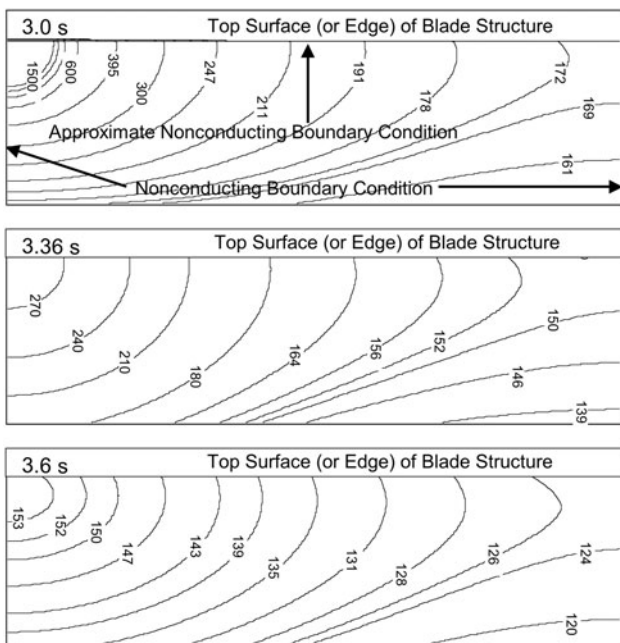 3.0 s Top Surface (or Edge) of Blade Structure
1500 600 395 300 247 211 191 178 172 169 161
Approximate Nonconducting Boundary Condition
Nonconducting Boundary Condition
3.36 s Top Surface (or Edge) of Blade Structure
270 240 210 180 164 156 152 150 146 139
3.6 s Top Surface (or Edge) of Blade Structure
153 152 150 147 143 139 135 131 128 126 124 120